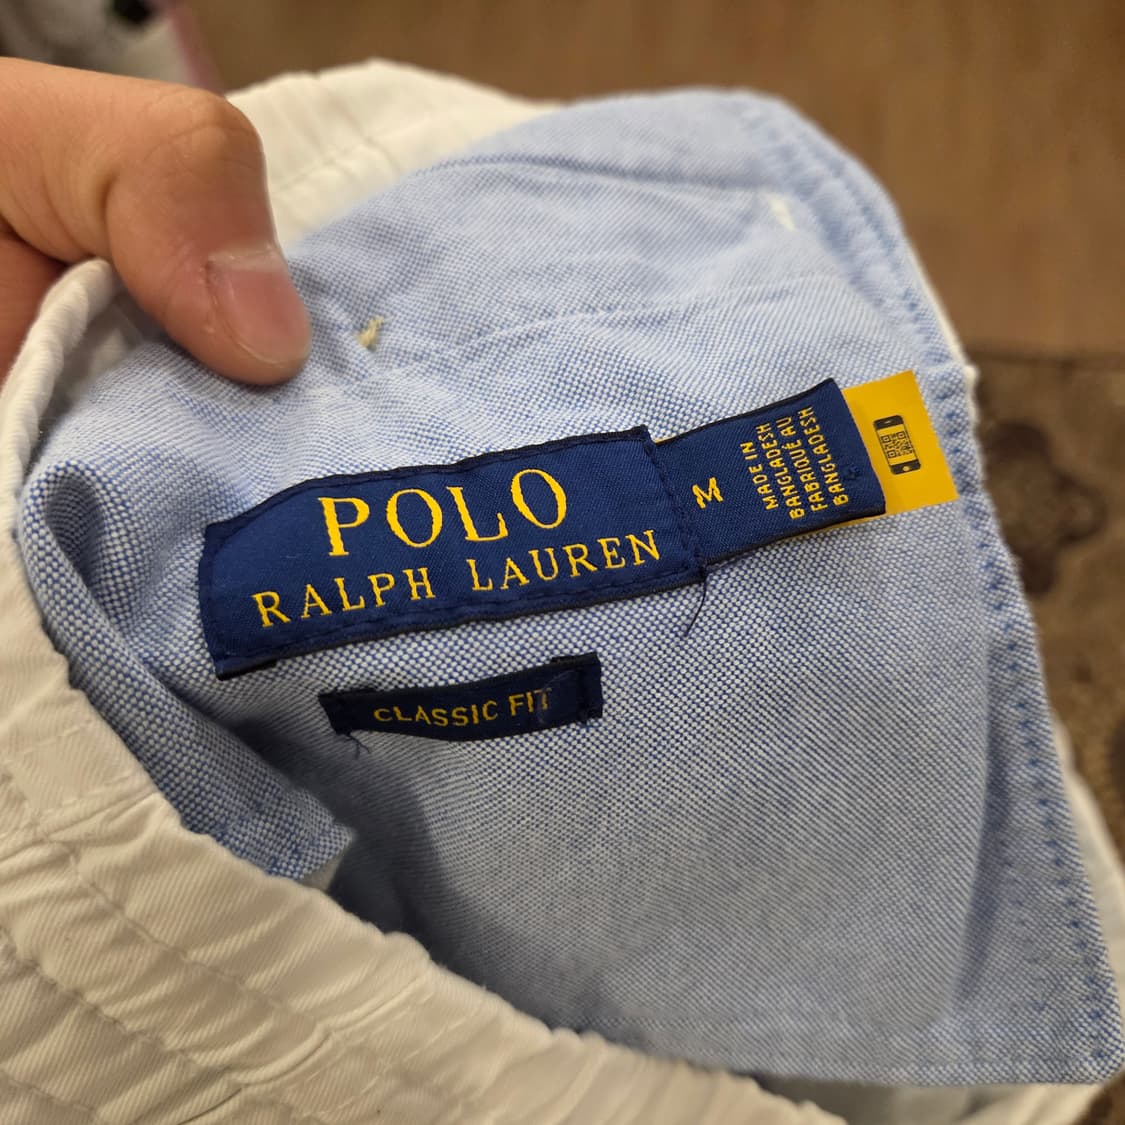 POLO
RALPH LAUREN
M
MADE IN
BANGLADESH
FABRIQUÉ AU
BANGLADESH
CLASSIC FIT